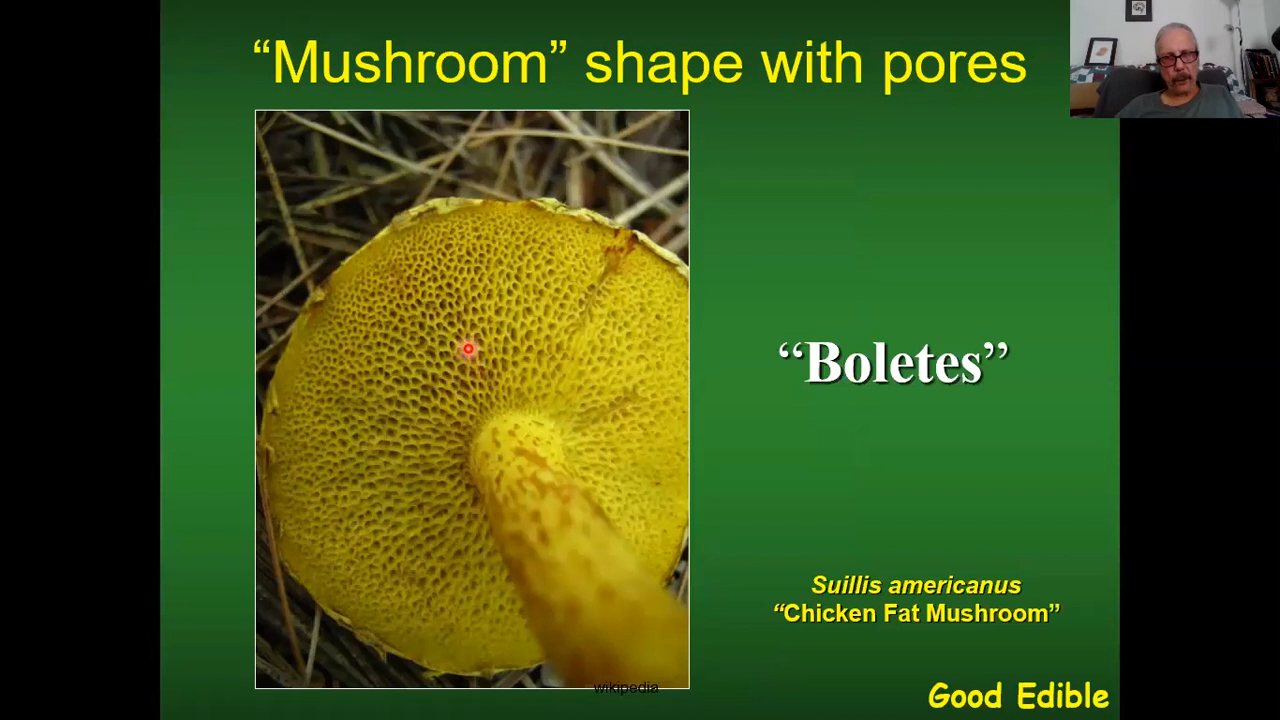 “Mushroom” shape with pores
“Boletes”
Suillis americanus
“Chicken Fat Mushroom”
wikipedia
Good Edible